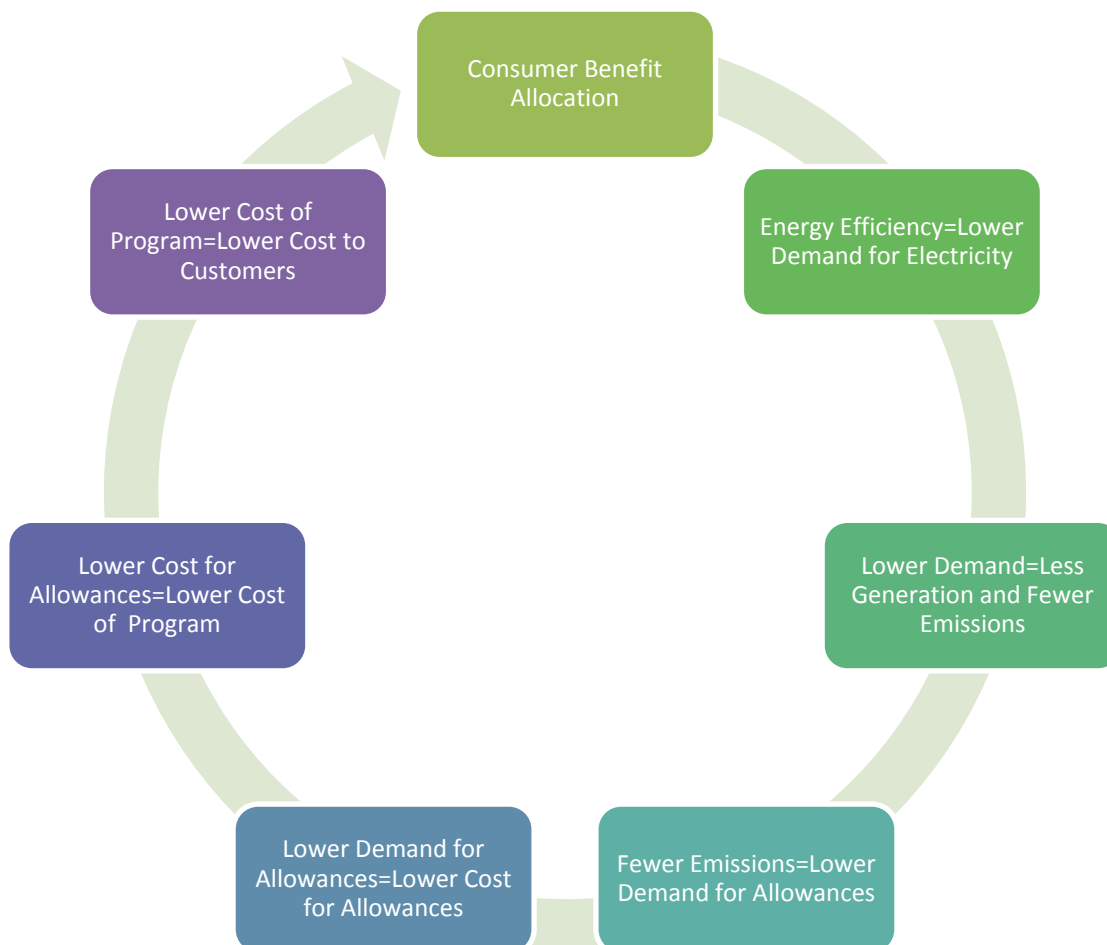 Consumer Benefit
Allocation
Energy Efficiency=Lower
Demand for Electricity
Lower Demand=Less
Generation and Fewer
Emissions
Fewer Emissions=Lower
Demand for Allowances
Lower Demand for
Allowances=Lower Cost
for Allowances
Lower Cost for
Allowances=Lower Cost
of  Program
Lower Cost of
Program=Lower Cost to
Customers